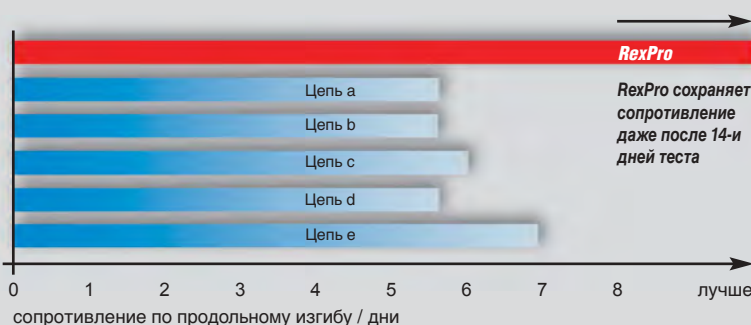 RexPro
Цепь a
Цепь b
Цепь c
Цепь d
Цепь e
RexPro сохраняет
сопротивление
даже после 14-и
дней теста
0 1 2 3 4 5 6 7 8 лучше
сопротивление по продольному изгибу / дни